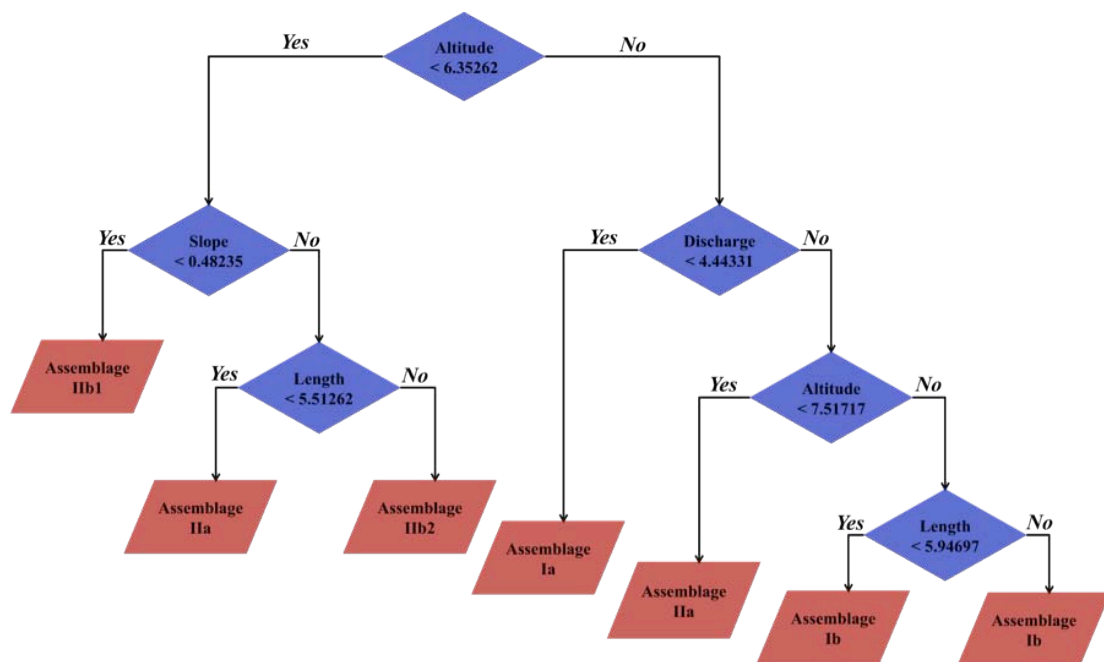 Yes
Altitude
< 6.35262
No
Yes
Slope
< 0.48235
No
Yes
Discharge
< 4.44331
No
Assemblage
IIb1
Yes
Length
< 5.51262
No
Yes
Altitude
< 7.51717
No
Assemblage
IIa
Assemblage
IIb2
Assemblage
Ia
Assemblage
IIa
Yes
Length
< 5.94697
No
Assemblage
Ib
Assemblage
Ib